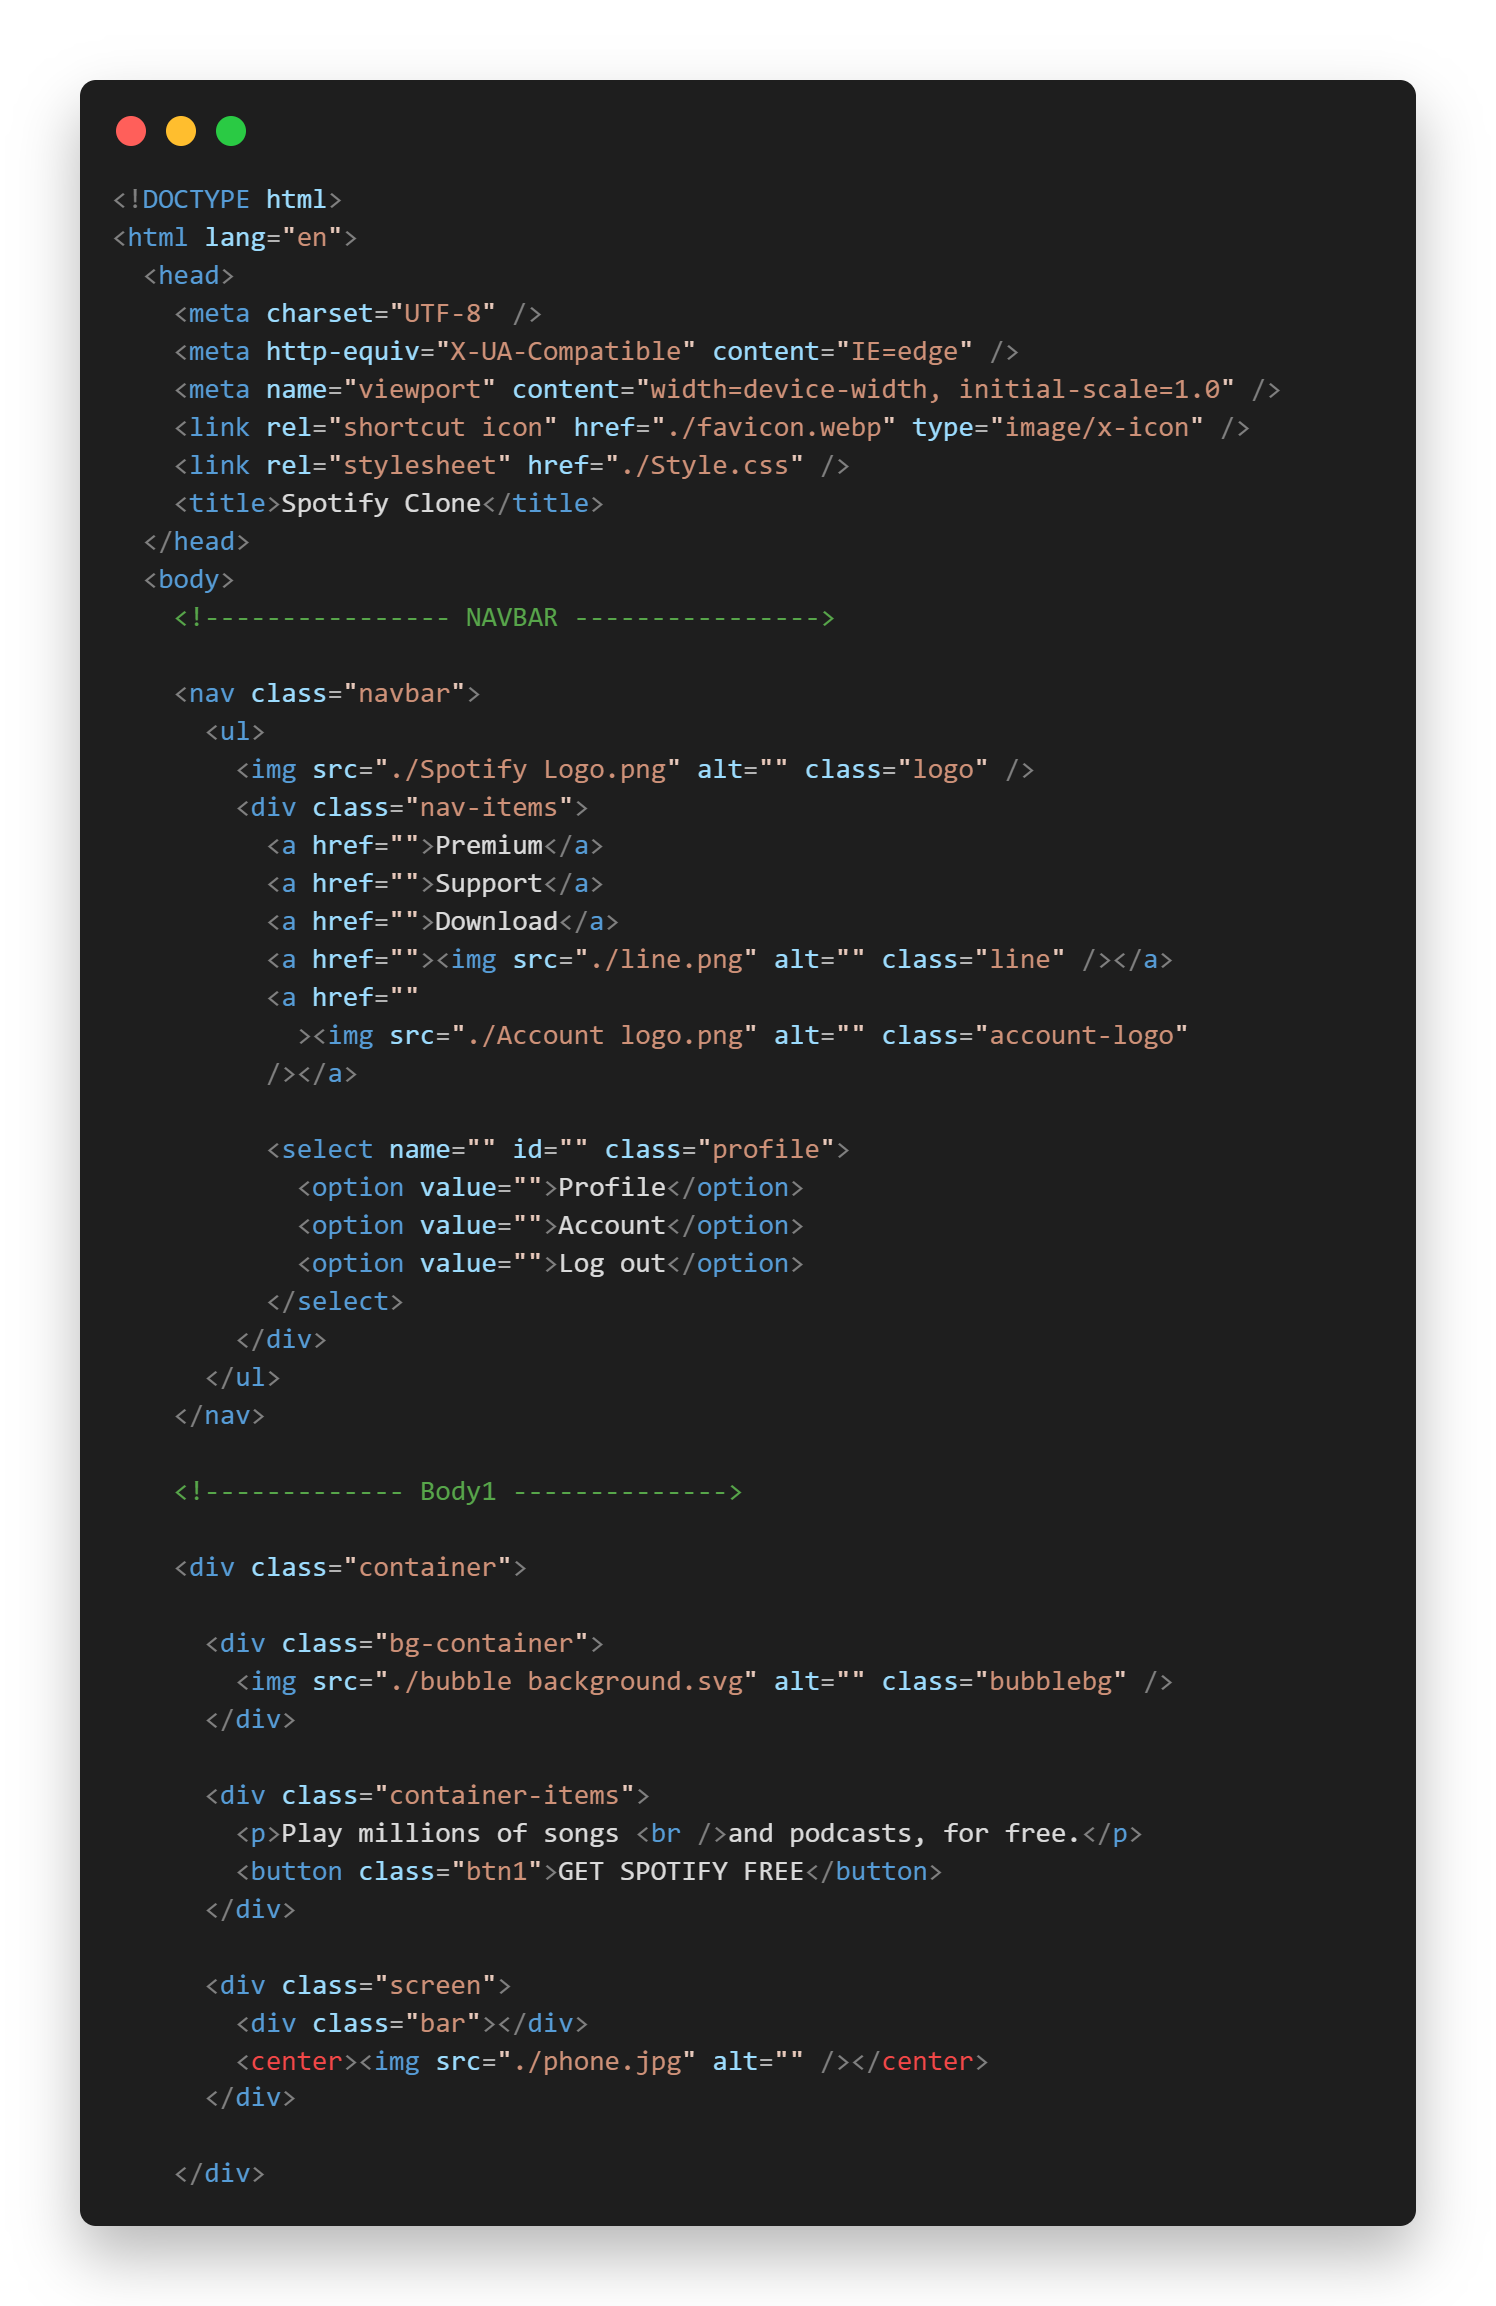 <!DOCTYPE html>
<html lang="en">
  <head>
    <meta charset="UTF-8" />
    <meta http-equiv="X-UA-Compatible" content="IE=edge" />
    <meta name="viewport" content="width=device-width, initial-scale=1.0" />
    <link rel="shortcut icon" href="./favicon.webp" type="image/x-icon" />
    <link rel="stylesheet" href="./Style.css" />
    <title>Spotify Clone</title>
  </head>
  <body>
    <!---------------- NAVBAR ---------------->

    <nav class="navbar">
      <ul>
        <img src="./Spotify Logo.png" alt="" class="logo" />
        <div class="nav-items">
          <a href="">Premium</a>
          <a href="">Support</a>
          <a href="">Download</a>
          <a href=""><img src="./line.png" alt="" class="line" /></a>
          <a href=""
            ><img src="./Account logo.png" alt="" class="account-logo"
          /></a>

          <select name="" id="" class="profile">
            <option value="">Profile</option>
            <option value="">Account</option>
            <option value="">Log out</option>
          </select>
        </div>
      </ul>
    </nav>

    <!------------- Body1 -------------->

    <div class="container">

      <div class="bg-container">
        <img src="./bubble background.svg" alt="" class="bubblebg" />
      </div>

      <div class="container-items">
        <p>Play millions of songs <br />and podcasts, for free.</p>
        <button class="btn1">GET SPOTIFY FREE</button>
      </div>

      <div class="screen">
        <div class="bar"></div>
        <center><img src="./phone.jpg" alt="" /></center>
      </div>

    </div>